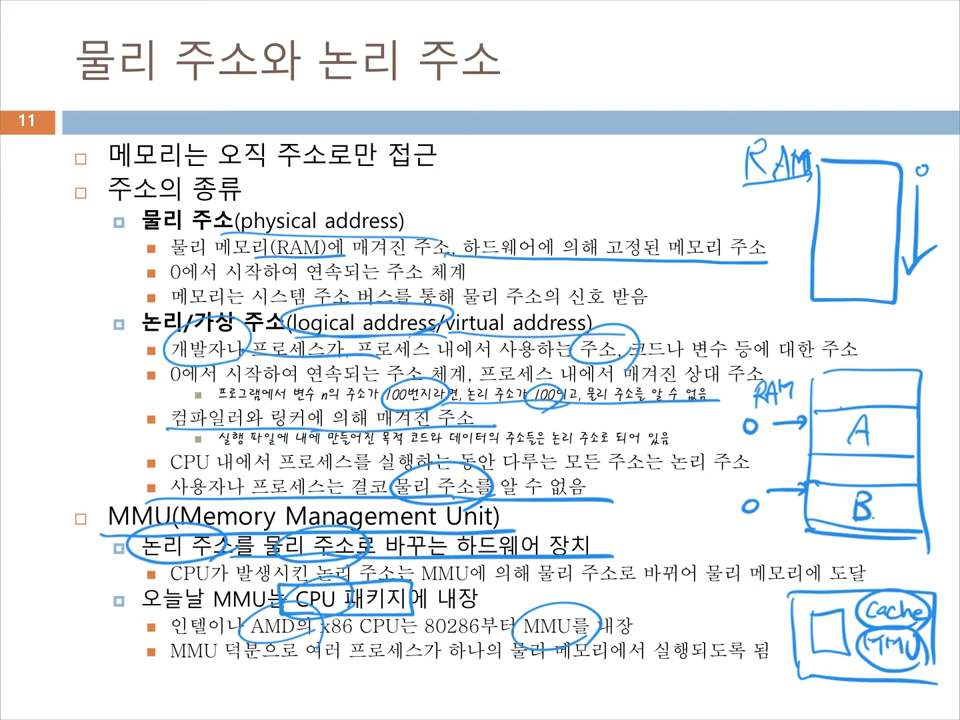 물리 주소와 논리 주소
11
메모리는 오직 주소로만 접근
주소의 종류
물리 주소(physical address)
물리 메모리(RAM)에 매겨진 주소, 하드웨어에 의해 고정된 메모리 주소
0에서 시작하여 연속되는 주소 체계
메모리는 시스템 주소 버스를 통해 물리 주소의 신호 받음
논리/가상 주소(logical address/virtual address)
개발자나 프로세스가, 프로세스 내에서 사용하는 주소, 코드나 변수 등에 대한 주소
0에서 시작하여 연속되는 주소 체계, 프로세스 내에서 매겨진 상대 주소
프로그램에서 변수 n의 주소가 100번지라면, 논리 주소가 100이고, 물리 주소를 알 수 없음
컴파일러와 링커에 의해 매겨진 주소
실행 파일에 내에 만들어진 목적 코드와 데이터의 주소들은 논리 주소로 되어 있음
CPU 내에서 프로세스를 실행하는 동안 다루는 모든 주소는 논리 주소
사용자나 프로세스는 결코 물리 주소를 알 수 없음
MMU(Memory Management Unit)
논리 주소를 물리 주소로 바꾸는 하드웨어 장치
CPU가 발생시킨 논리 주소는 MMU에 의해 물리 주소로 바뀌어 물리 메모리에 도달
오늘날 MMU는 CPU 패키지에 내장
인텔이나 AMD의 x86 CPU는 80286부터 MMU를 내장
MMU 덕분으로 여러 프로세스가 하나의 물리 메모리에서 실행되도록 됨
RAM
0
RAM
0
A
0
B
Cache
MMU